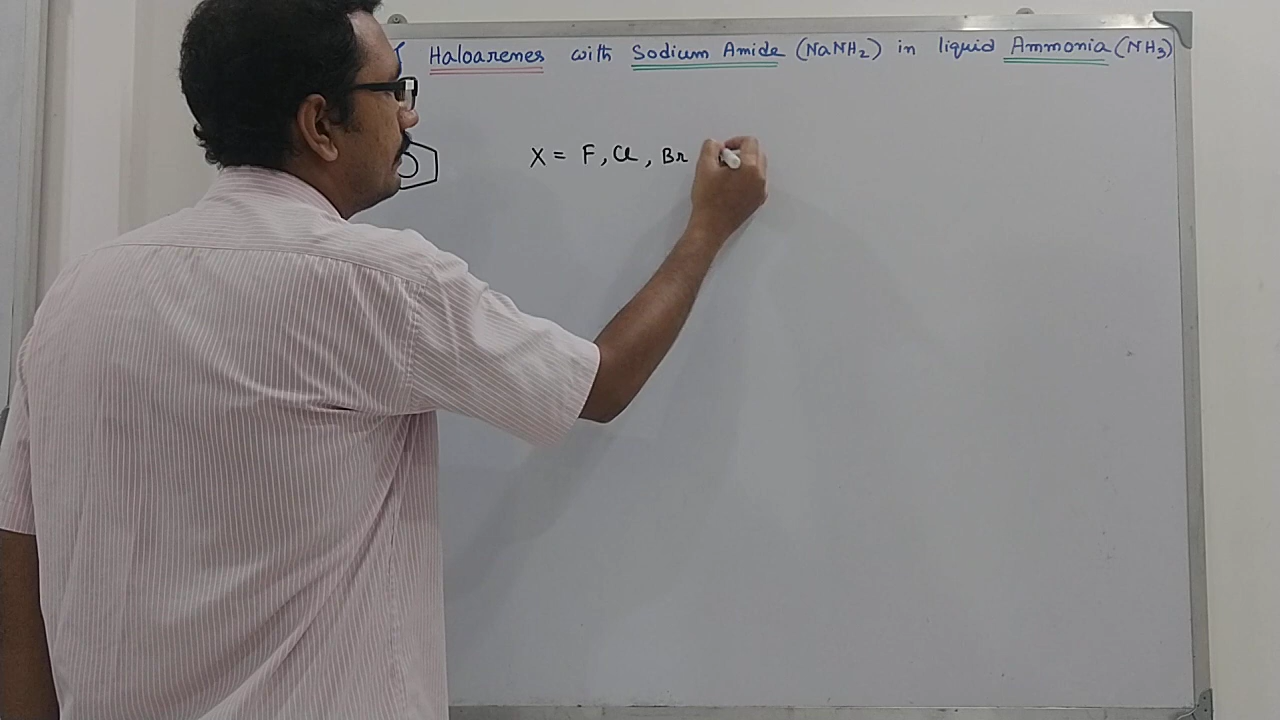 Haloarenes with Sodium Amide (NaNH₂) in liquid Ammonia (NH₃)
X = F, Cl, Br